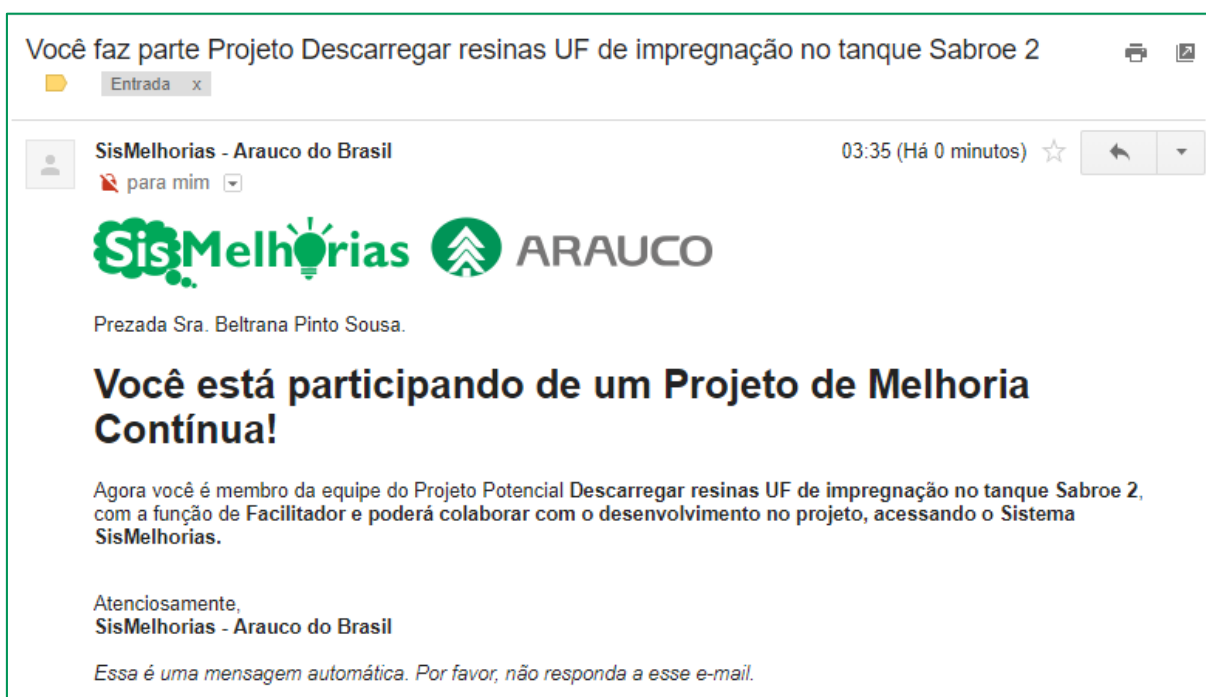 Você faz parte Projeto Descarregar resinas UF de impregnação no tanque Sabroe 2
Entrada x
SisMelhorias - Arauco do Brasil
03:35 (Há 0 minutos)
para mim
SisMelhorias ARAUCO
Prezada Sra. Beltrana Pinto Sousa.
Você está participando de um Projeto de Melhoria
Contínua!
Agora você é membro da equipe do Projeto Potencial Descarregar resinas UF de impregnação no tanque Sabroe 2,
com a função de Facilitador e poderá colaborar com o desenvolvimento no projeto, acessando o Sistema
SisMelhorias.
Atenciosamente,
SisMelhorias - Arauco do Brasil
Essa é uma mensagem automática. Por favor, não responda a esse e-mail.